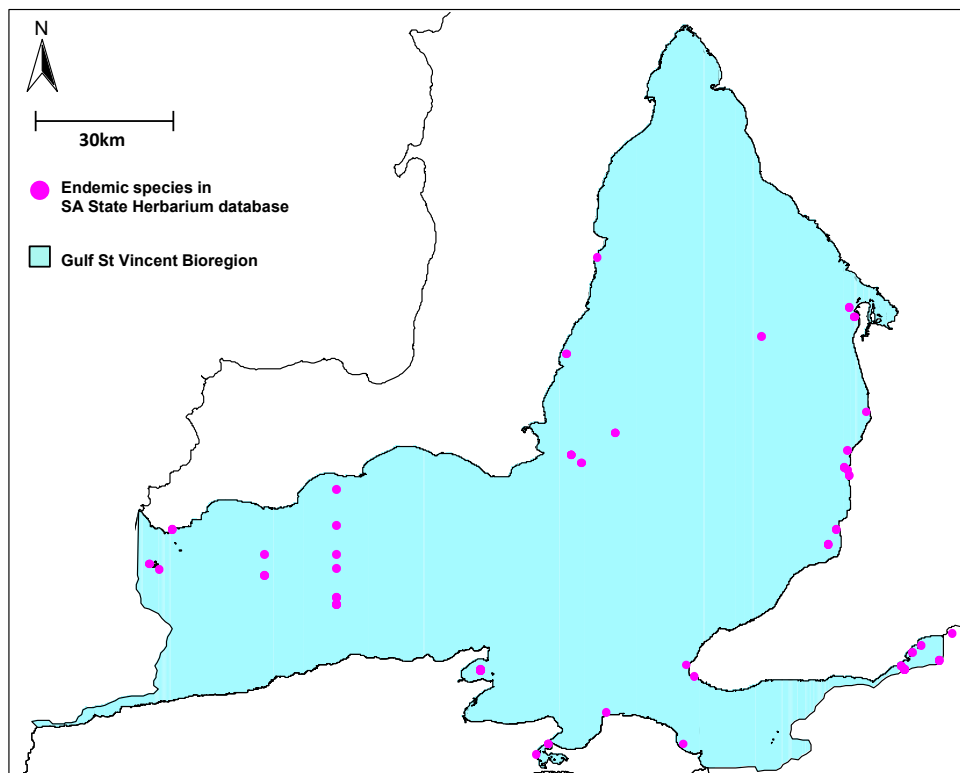 N
30km
Endemic species in
SA State Herbarium database
Gulf St Vincent Bioregion